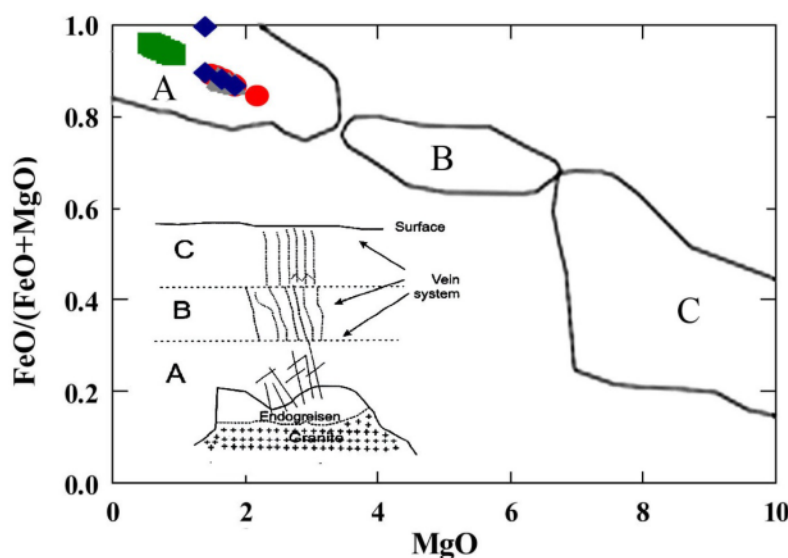 1.0
0.8
0.6
0.4
0.2
0.0
0
2
4
6
8
10
FeO/(FeO+MgO)
MgO
A
B
C
Surface
C
Vein
system
B
A
Endogreisen
Granite